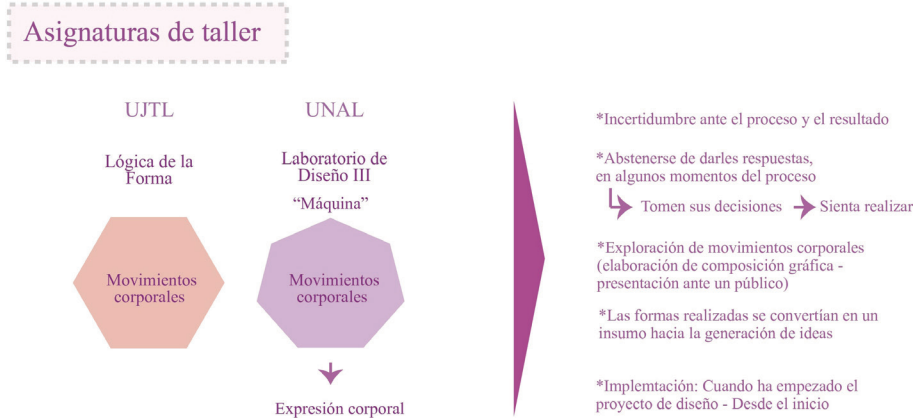 Asignaturas de taller
UJTL
Lógica de la
Forma
Movimientos
corporales
UNAL
Laboratorio de
Diseño III
“Máquina”
Movimientos
corporales
Expresión corporal
*Incertidumbre ante el proceso y el resultado
*Abstenerse de darles respuestas,
en algunos momentos del proceso
Tomen sus decisiones
Sienta realizar
*Exploración de movimientos corporales
(elaboración de composición gráfica -
presentación ante un público)
*Las formas realizadas se convertían en un
insumo hacia la generación de ideas
*Implemtación: Cuando ha empezado el
proyecto de diseño - Desde el inicio